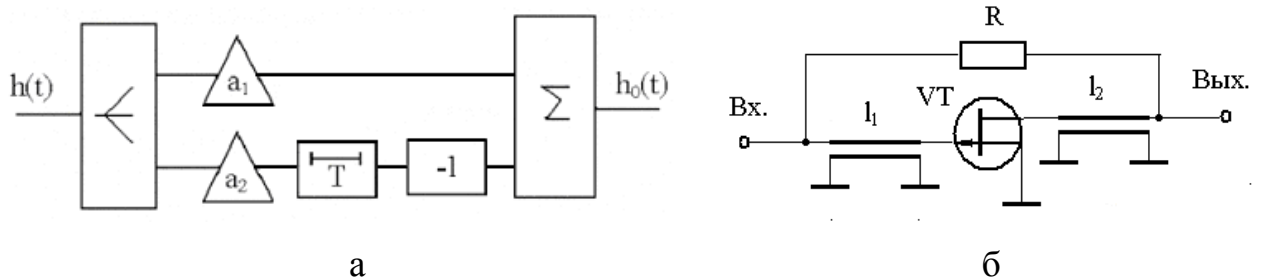 h(t)
a₁
Σ
h₀(t)
a₂
T
-1
R
Вх.
l₁
VT
l₂
Вых.
а
б